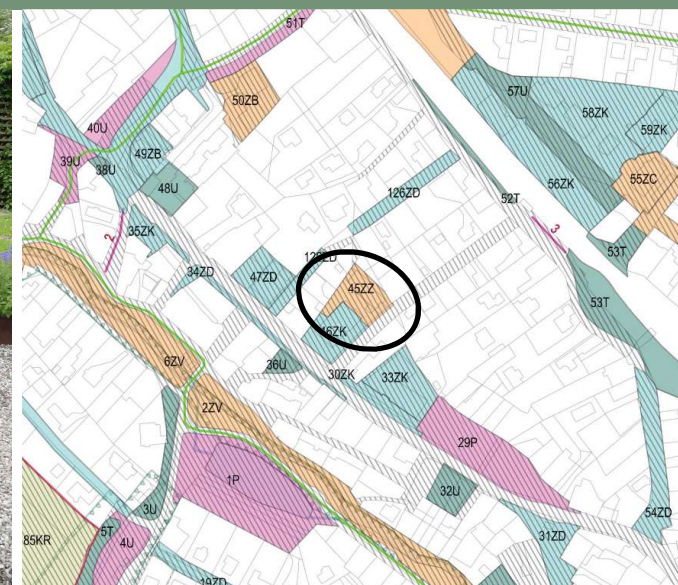 51T
50ZB
57U
58ZK
59ZK
40U
49ZB
39U
38U
48U
55ZC
56ZK
126ZD
52T
35ZK
2
3
53T
34ZD
47ZD
45ZZ
53T
46ZK
6ZV
36U
30ZK
33ZK
2ZV
29P
1P
32U
3U
54ZD
85KR
5T
4U
31ZD
19ZD